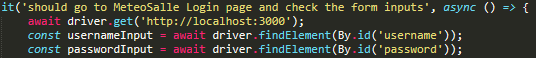 it('should go to MeteoSalle Login page and check the form inputs', async () => {
    await driver.get('http://localhost:3000');
    const usernameInput = await driver.findElement(By.id('username'));
    const passwordInput = await driver.findElement(By.id('password'));